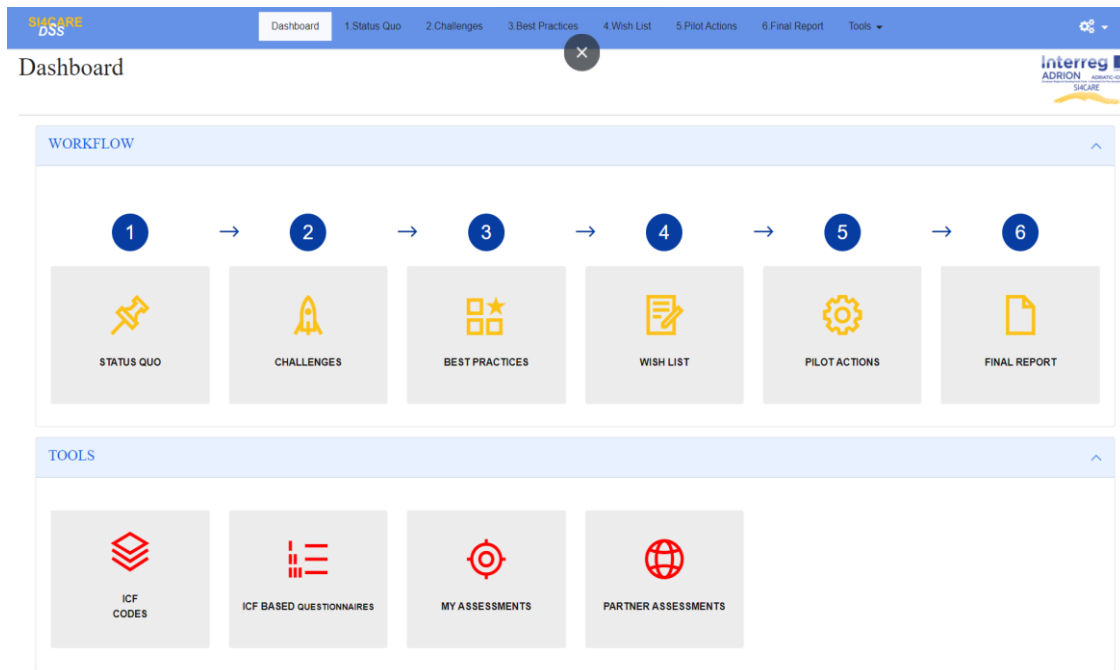 SI4CARE
DSS
Dashboard 1.Status Quo 2.Challenges 3.Best Practices 4.Wish List 5.Pilot Actions 6.Final Report Tools
Dashboard
Interreg
ADRION
SI4CARE
WORKFLOW
1 2 3 4 5 6
STATUS QUO CHALLENGES BEST PRACTICES WISH LIST PILOT ACTIONS FINAL REPORT
TOOLS
ICF
CODES
ICF BASED QUESTIONNAIRES MY ASSESSMENTS PARTNER ASSESSMENTS